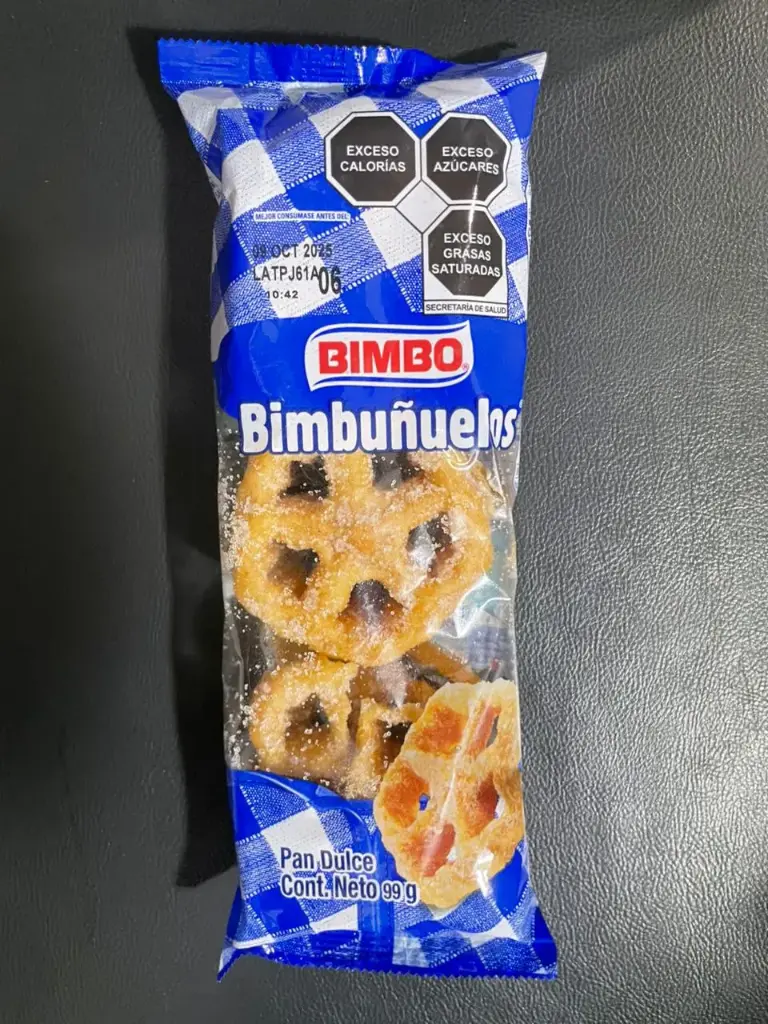 EXCESO
CALORÍAS
EXCESO
AZÚCARES
MEJOR CONSUMASE ANTES DEL
09 OCT 2025
LATPJ61A 06
10:42
EXCESO
GRASAS
SATURADAS
SECRETARÍA DE SALUD
BIMBO®
Bimbuñuelos
Pan Dulce
Cont. Neto 99 g